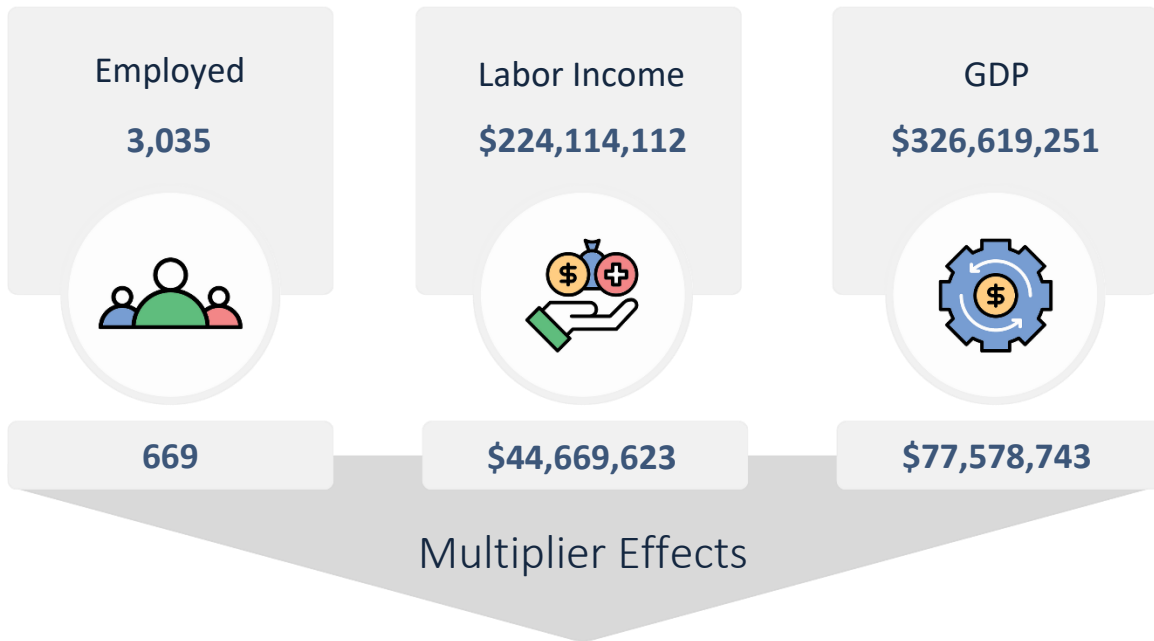 Employed
3,035
Labor Income
$224,114,112
GDP
$326,619,251
669
$44,669,623
$77,578,743
Multiplier Effects